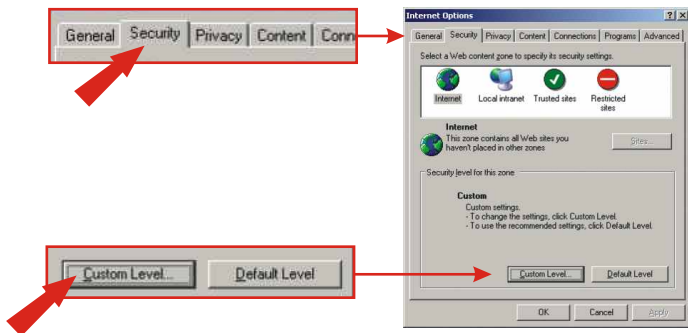 General Security Privacy Content Conn
Internet Options
General Security Privacy Content Connections Programs Advanced
Select a Web content zone to specify its security settings.
Internet Local intranet Trusted sites Restricted
sites
Internet
This zone contains all Web sites you
haven't placed in other zones
Sites...
Security level for this zone
Custom
Custom settings.
- To change the settings, click Custom Level.
- To use the recommended settings, click Default Level.
Custom Level... Default Level
Custom Level... Default Level
OK Cancel Apply